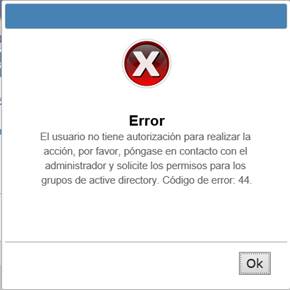 Error
El usuario no tiene autorización para realizar la
acción, por favor, póngase en contacto con el
administrador y solicite los permisos para los
grupos de active directory. Código de error: 44.
Ok